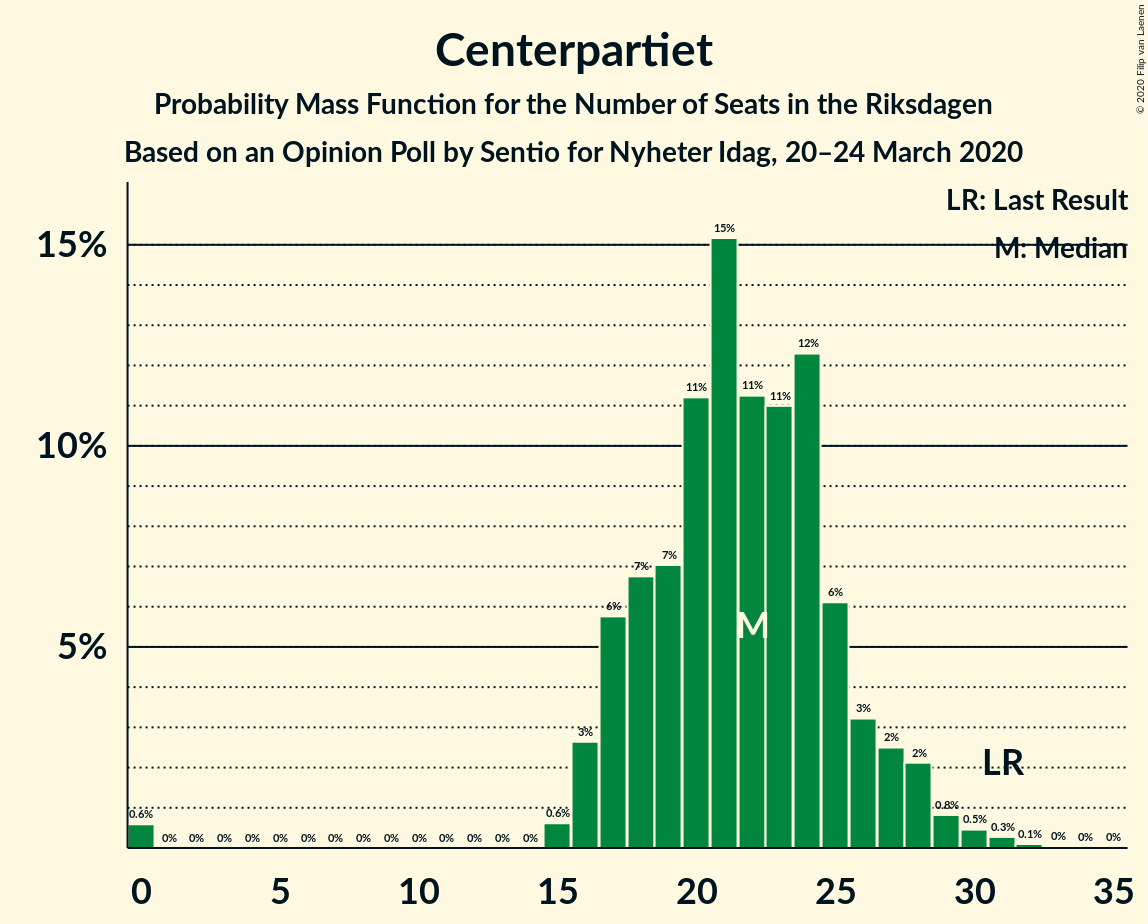 Centerpartiet
Probability Mass Function for the Number of Seats in the Riksdagen
Based on an Opinion Poll by Sentio for Nyheter Idag, 20–24 March 2020
© 2020 Filip van Laenen
LR: Last Result
M: Median
15%
10%
5%
0.6% 0% 0% 0% 0% 0% 0% 0% 0% 0% 0% 0% 0% 0% 0% 0.6% 3% 6% 7% 7% 11% 15% 11% 11% 12% 6% 3% 2% 2% 0.8% 0.5% 0.3% 0.1% 0% 0% 0%
M
LR
0 5 10 15 20 25 30 35